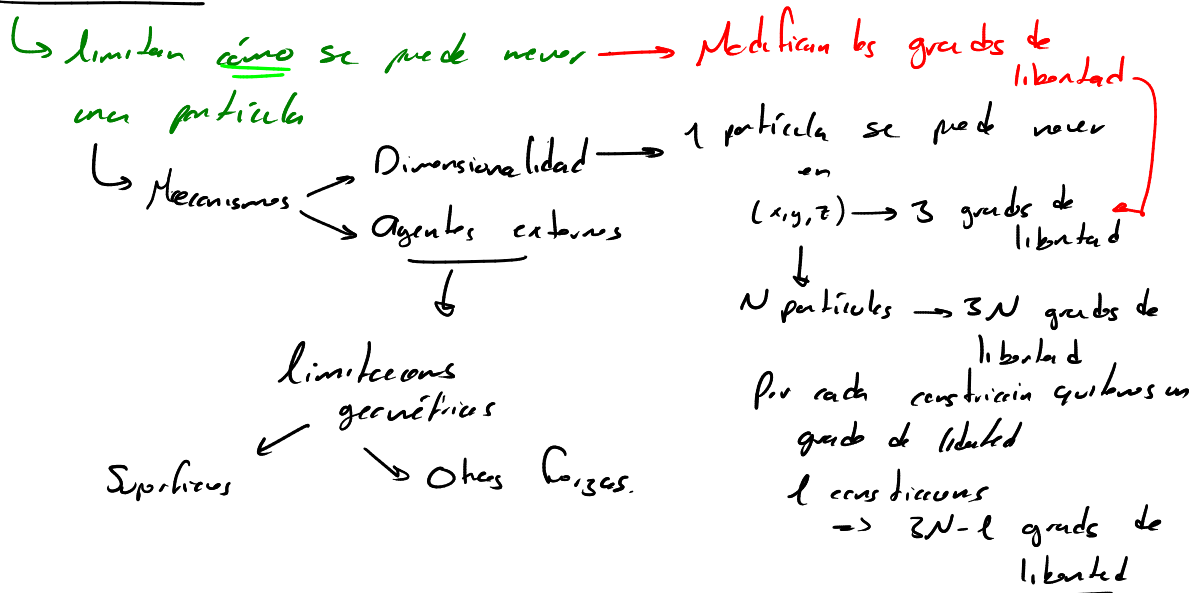 limitan cómo se puede mover
una partícula
Modifican los grados de
libertad
Mecanismos
Dimensionalidad
Agentes externos
1 partícula se puede mover
en
(x,y,z) → 3 grados de
libertad
N partículas → 3N grados de
libertad
Por cada constricción quitamos un
grado de libertad
l constricciones
=> 3N-l grados de
libertad
limitaciones
geométricas
Superficies
Otras fuerzas.